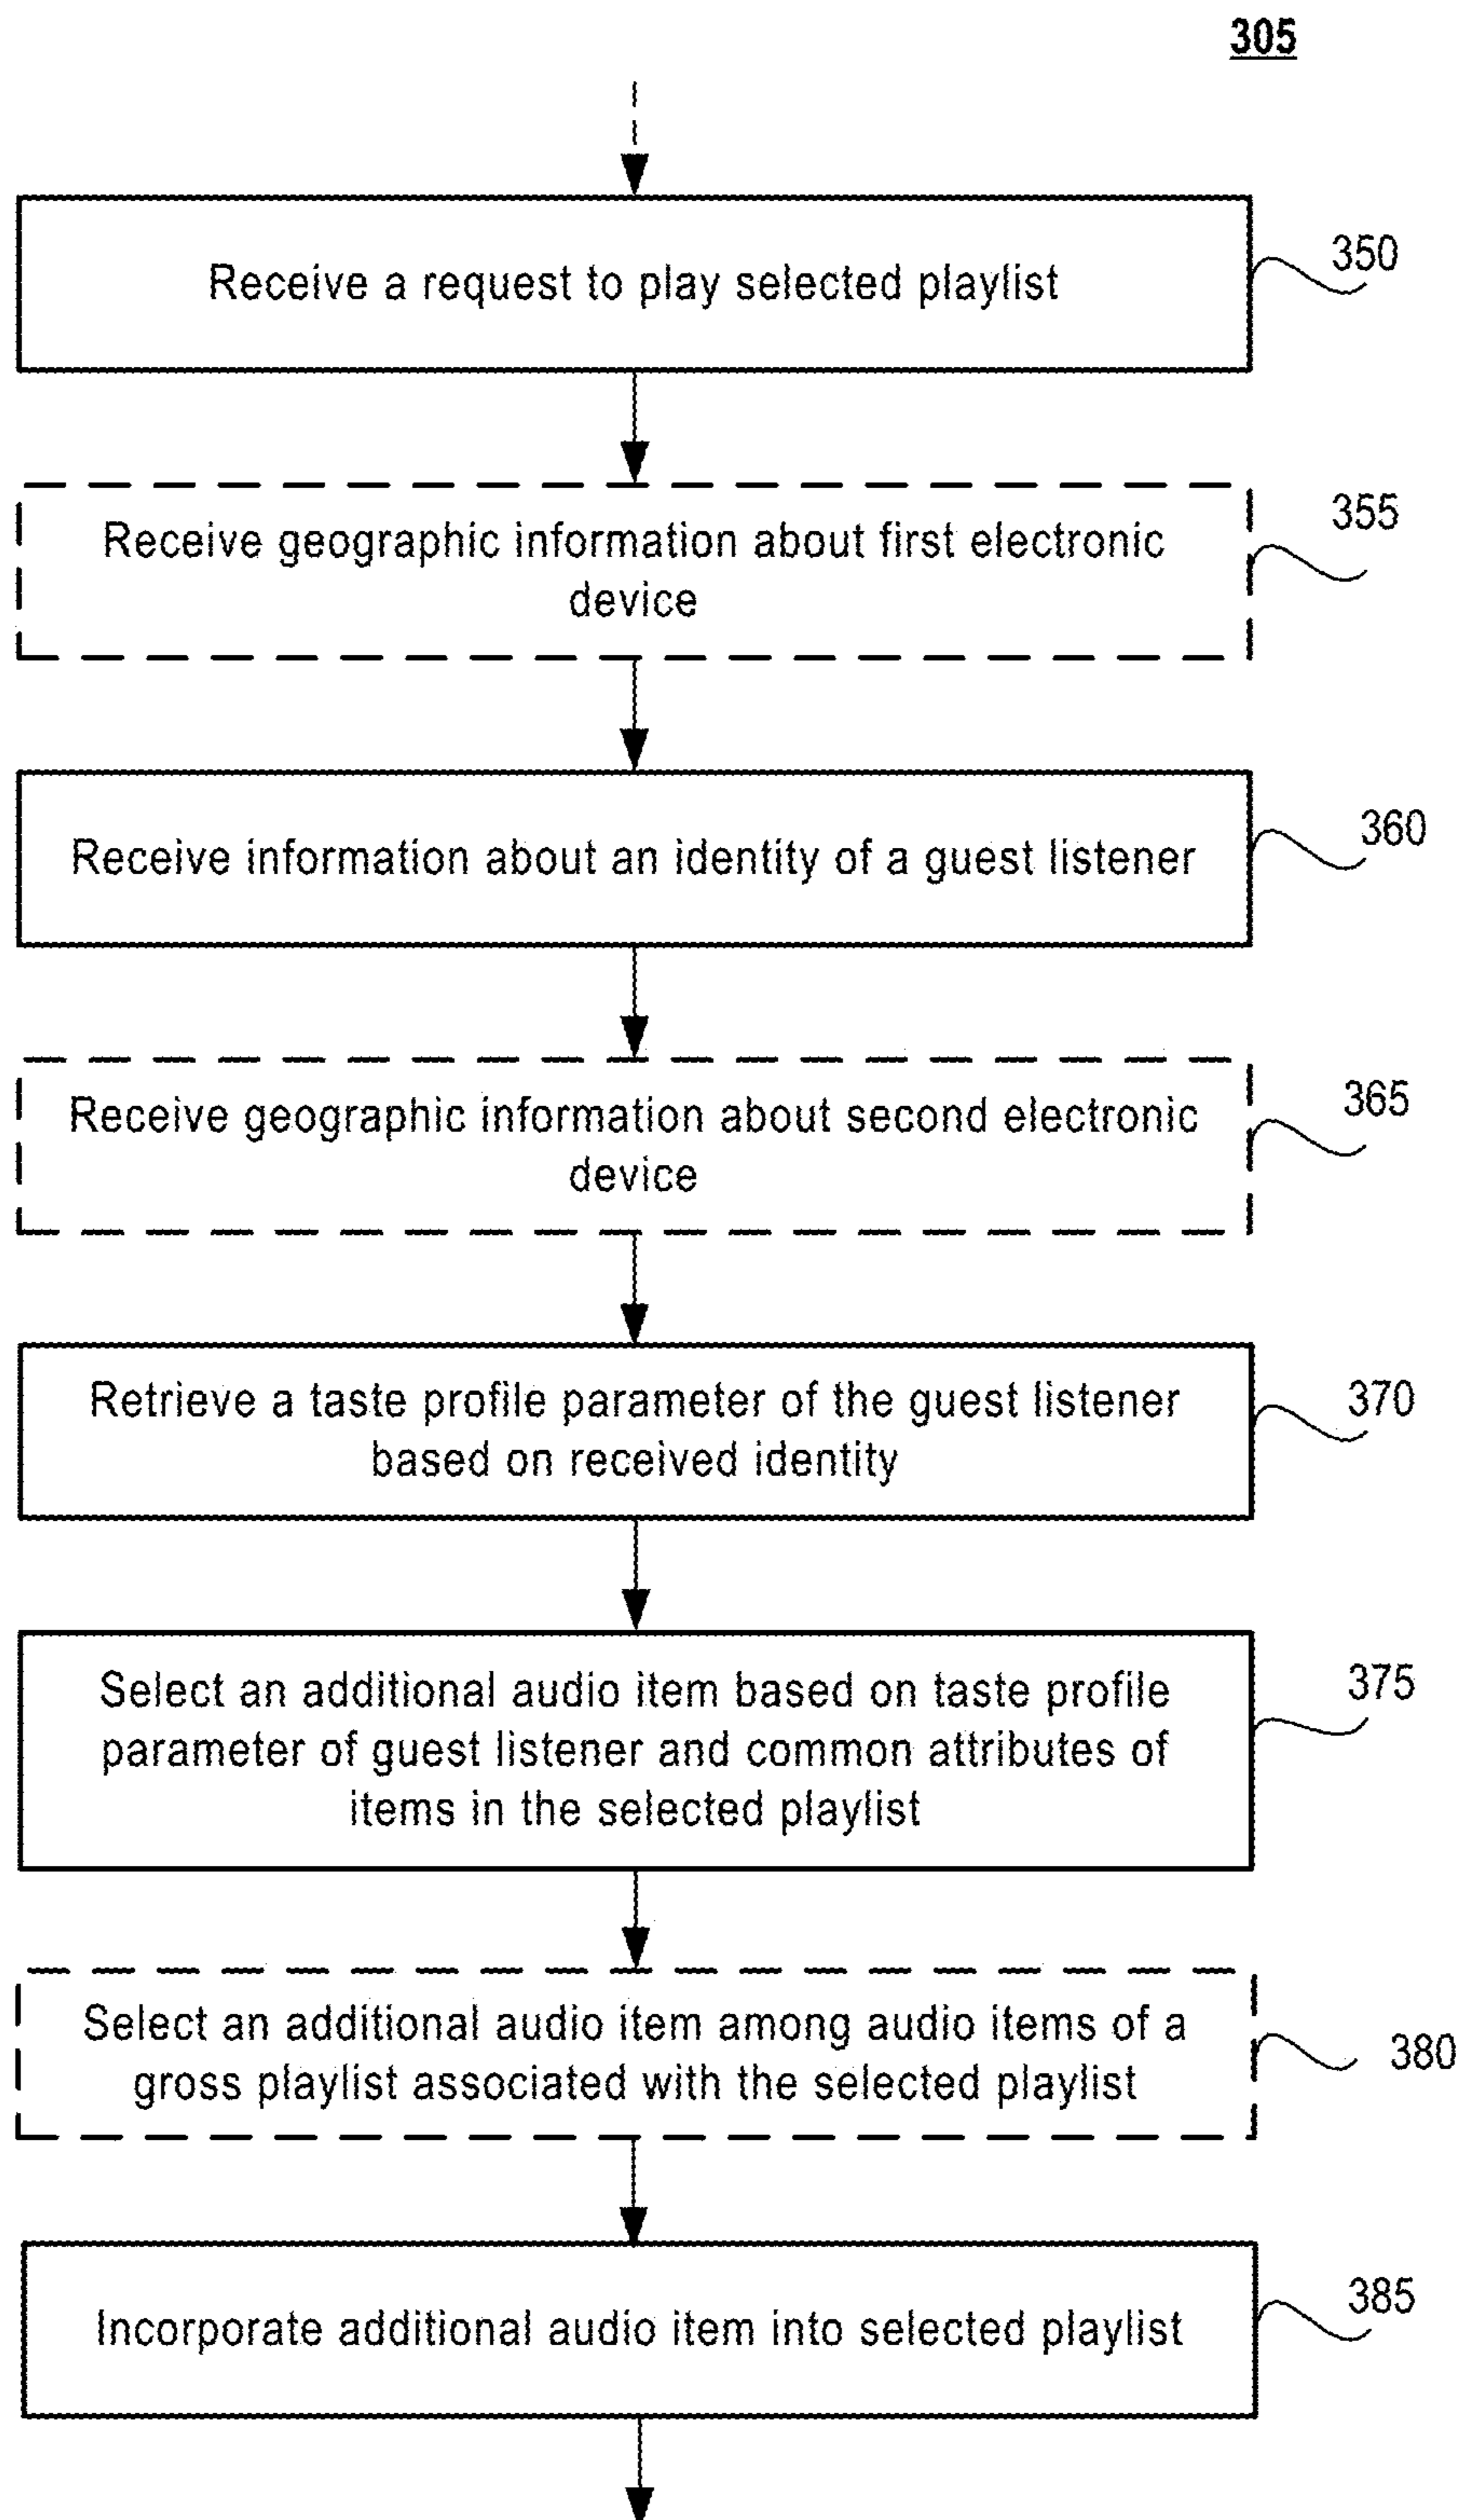 305
Receive a request to play selected playlist
350
Receive geographic information about first electronic
device
355
Receive information about an identity of a guest listener
360
Receive geographic information about second electronic
device
365
Retrieve a taste profile parameter of the guest listener
based on received identity
370
Select an additional audio item based on taste profile
parameter of guest listener and common attributes of
items in the selected playlist
375
Select an additional audio item among audio items of a
gross playlist associated with the selected playlist
380
Incorporate additional audio item into selected playlist
385